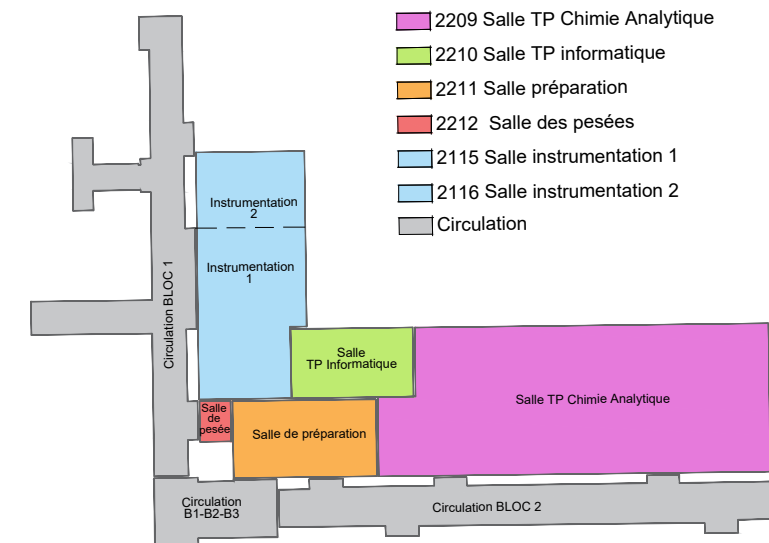 2209 Salle TP Chimie Analytique
2210 Salle TP informatique
2211 Salle préparation
2212 Salle des pesées
2115 Salle instrumentation 1
2116 Salle instrumentation 2
Circulation
Instrumentation
2
Instrumentation
1
Circulation BLOC 1
Salle
TP Informatique
Salle TP Chimie Analytique
Salle
de
pesée
Salle de préparation
Circulation
B1-B2-B3
Circulation BLOC 2